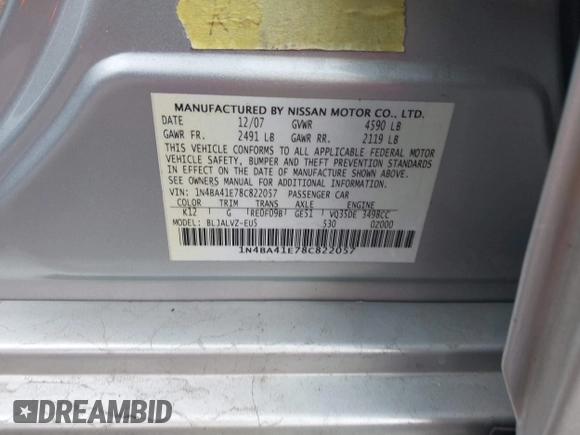 MANUFACTURED BY NISSAN MOTOR CO., LTD.
DATE 12/07 GVWR 4590 LB
GAWR FR. 2491 LB GAWR RR. 2119 LB
THIS VEHICLE CONFORMS TO ALL APPLICABLE FEDERAL MOTOR
VEHICLE SAFETY, BUMPER AND THEFT PREVENTION STANDARDS
IN EFFECT ON THE DATE OF MANUFACTURE SHOWN ABOVE.
SEE OWNERS MANUAL FOR ADDITIONAL INFORMATION.
VIN: 1N4BA41E78C822057 PASSENGER CAR
COLOR TRIM TRANS AXLE ENGINE
K12 G RE0F09B GE51 VQ35DE 3498CC
MODEL: BLJALVZ-EU5 530 0Z00D
1N4BA41E78C822057
DREAMBID